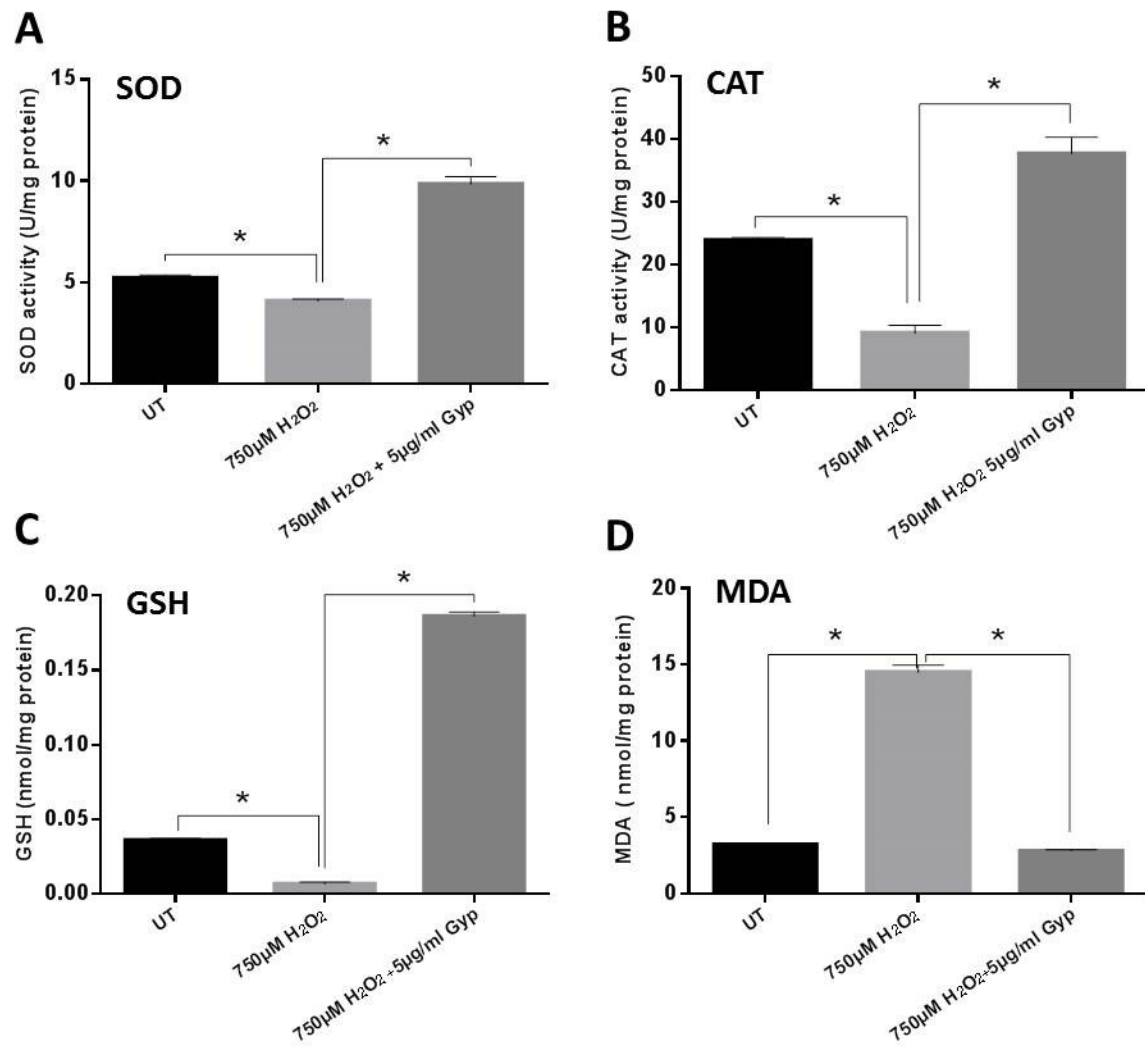 A
SOD
SOD activity (U/mg protein)
15
10
5
0
*
*
UT
750µM H₂O₂
750µM H₂O₂ + 5µg/ml Gyp
B
CAT
CAT activity (U/mg protein)
50
40
30
20
10
0
*
*
UT
750µM H₂O₂
750µM H₂O₂ 5µg/ml Gyp
C
GSH
GSH (nmol/mg protein)
0.20
0.15
0.10
0.05
0.00
*
*
UT
750µM H₂O₂
750µM H₂O₂ +5µg/ml Gyp
D
MDA
MDA ( nmol/mg protein)
20
15
10
5
0
*
*
UT
750µM H₂O₂
750µM H₂O₂+5µg/ml Gyp